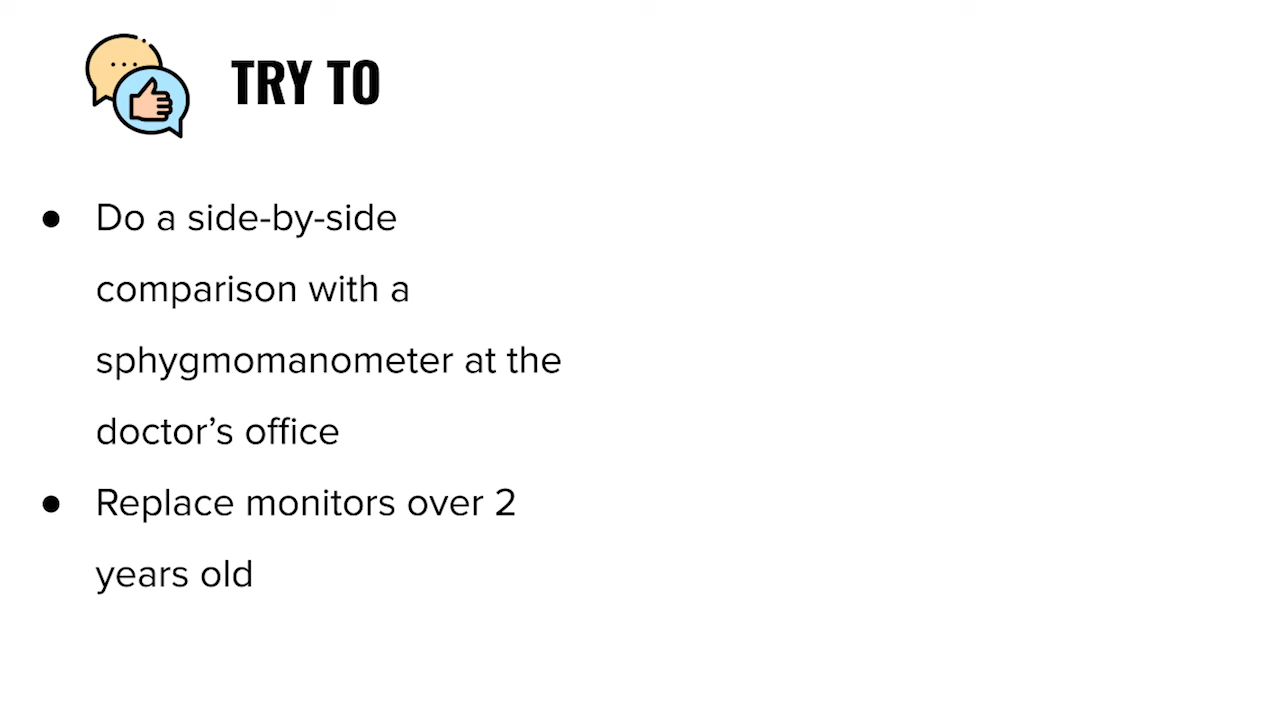 TRY TO
● Do a side-by-side
comparison with a
sphygmomanometer at the
doctor’s office
● Replace monitors over 2
years old